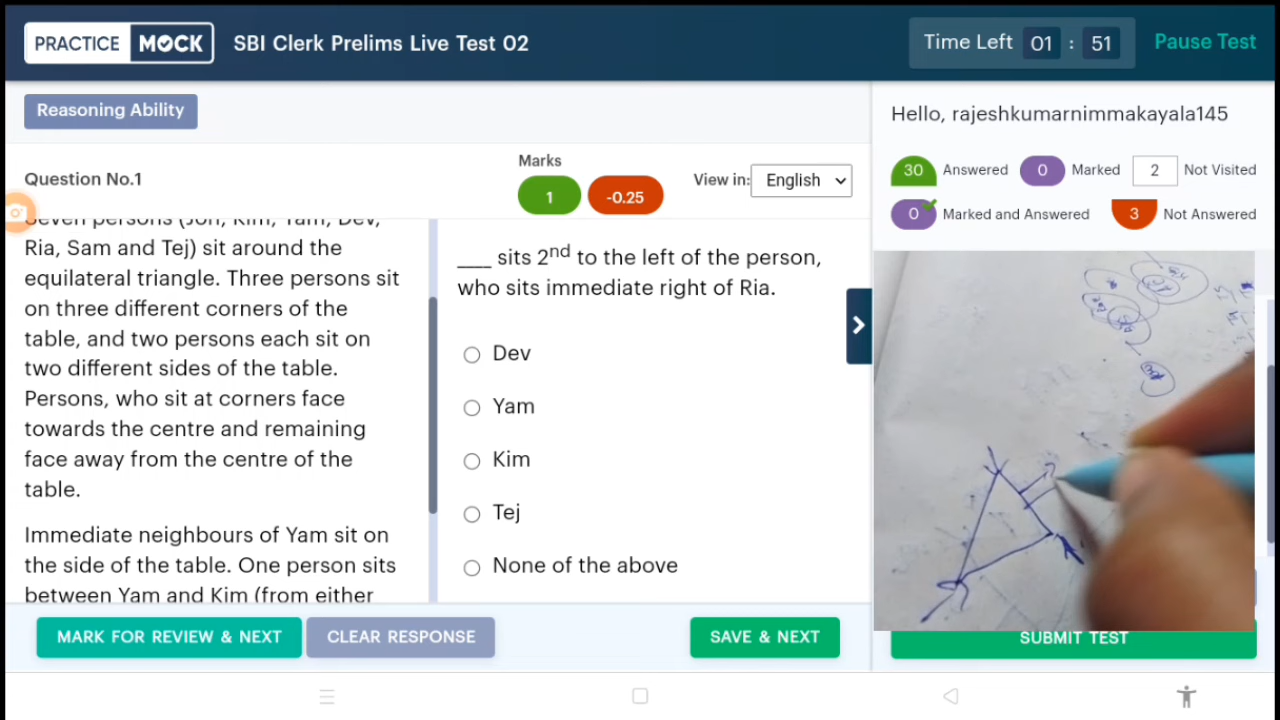 PRACTICE MOCK
SBI Clerk Prelims Live Test 02
Time Left 01 : 51
Pause Test
Reasoning Ability
Question No.1
Marks
1
-0.25
View in:
English
Seven persons (Jon, Kim, Yam, Dev,
Ria, Sam and Tej) sit around the
equilateral triangle. Three persons sit
on three different corners of the
table, and two persons each sit on
two different sides of the table.
Persons, who sit at corners face
towards the centre and remaining
face away from the centre of the
table.
Immediate neighbours of Yam sit on
the side of the table. One person sits
between Yam and Kim (from either
___ sits 2nd to the left of the person,
who sits immediate right of Ria.
Dev
Yam
Kim
Tej
None of the above
MARK FOR REVIEW & NEXT
CLEAR RESPONSE
SAVE & NEXT
Hello, rajeshkumarnimmakayala145
30 Answered
0 Marked
2 Not Visited
0 Marked and Answered
3 Not Answered
SUBMIT TEST